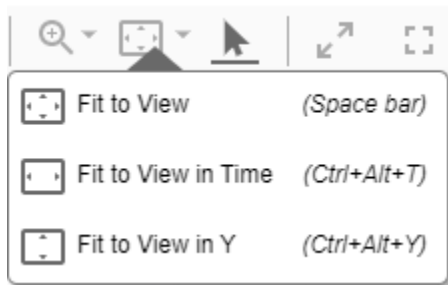 Fit to View (Space bar)
Fit to View in Time (Ctrl+Alt+T)
Fit to View in Y (Ctrl+Alt+Y)